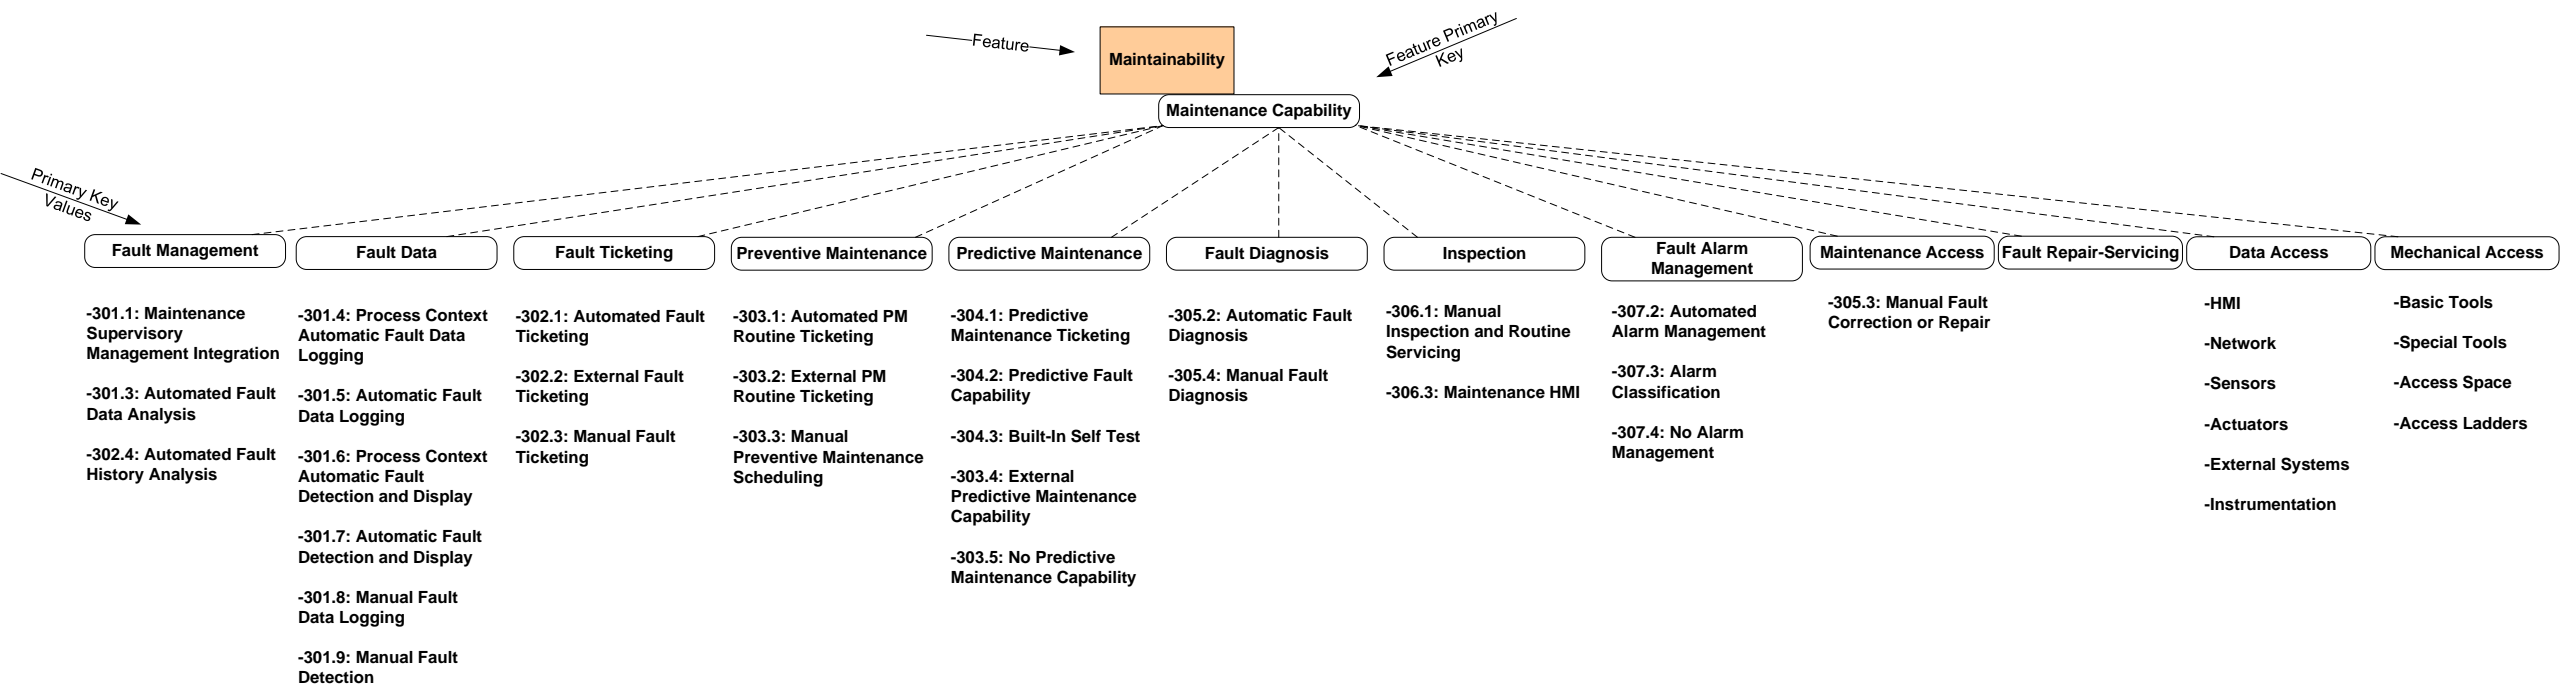 Feature
Maintainability
Feature Primary
Key
Maintenance Capability
Primary Key
Values
Fault Management
-301.1: Maintenance
Supervisory
Management Integration
-301.3: Automated Fault
Data Analysis
-302.4: Automated Fault
History Analysis
Fault Data
-301.4: Process Context
Automatic Fault Data
Logging
-301.5: Automatic Fault
Data Logging
-301.6: Process Context
Automatic Fault
Detection and Display
-301.7: Automatic Fault
Detection and Display
-301.8: Manual Fault
Data Logging
-301.9: Manual Fault
Detection
Fault Ticketing
-302.1: Automated Fault
Ticketing
-302.2: External Fault
Ticketing
-302.3: Manual Fault
Ticketing
Preventive Maintenance
-303.1: Automated PM
Routine Ticketing
-303.2: External PM
Routine Ticketing
-303.3: Manual
Preventive Maintenance
Scheduling
Predictive Maintenance
-304.1: Predictive
Maintenance Ticketing
-304.2: Predictive Fault
Capability
-304.3: Built-In Self Test
-303.4: External
Predictive Maintenance
Capability
-303.5: No Predictive
Maintenance Capability
Fault Diagnosis
-305.2: Automatic Fault
Diagnosis
-305.4: Manual Fault
Diagnosis
Inspection
-306.1: Manual
Inspection and Routine
Servicing
-306.3: Maintenance HMI
Fault Alarm
Management
-307.2: Automated
Alarm Management
-307.3: Alarm
Classification
-307.4: No Alarm
Management
Maintenance Access
-305.3: Manual Fault
Correction or Repair
Fault Repair-Servicing
Data Access
-HMI
-Network
-Sensors
-Actuators
-External Systems
-Instrumentation
Mechanical Access
-Basic Tools
-Special Tools
-Access Space
-Access Ladders